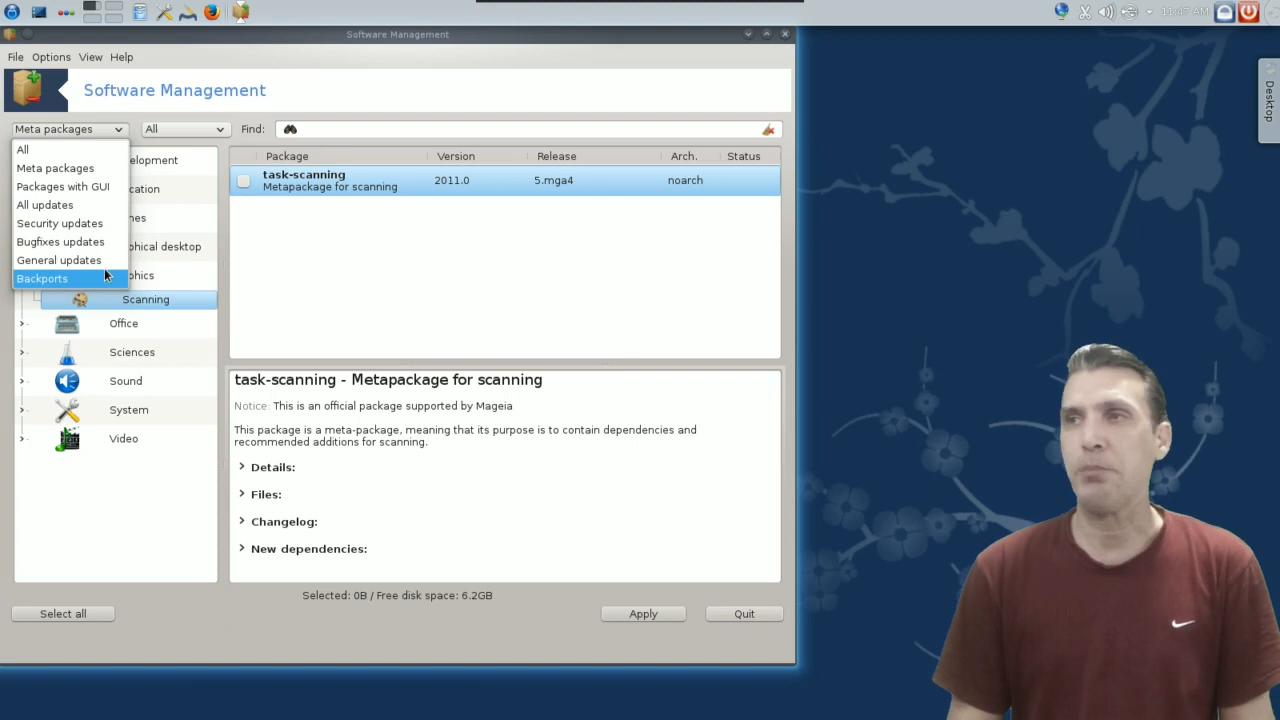 11:47 AM
Software Management
File Options View Help
Software Management
Meta packages All Find:
All
Meta packages
Packages with GUI
All updates
Security updates
Bugfixes updates
General updates
Backports
elopment
ication
nes
phical desktop
phics
Scanning
Office
Sciences
Sound
System
Video
Package Version Release Arch. Status
task-scanning
Metapackage for scanning
2011.0 5.mga4 noarch
task-scanning - Metapackage for scanning
Notice: This is an official package supported by Mageia
This package is a meta-package, meaning that its purpose is to contain dependencies and
recommended additions for scanning.
Details:
Files:
Changelog:
New dependencies:
Selected: 0B / Free disk space: 6.2GB
Select all Apply Quit
Desktop